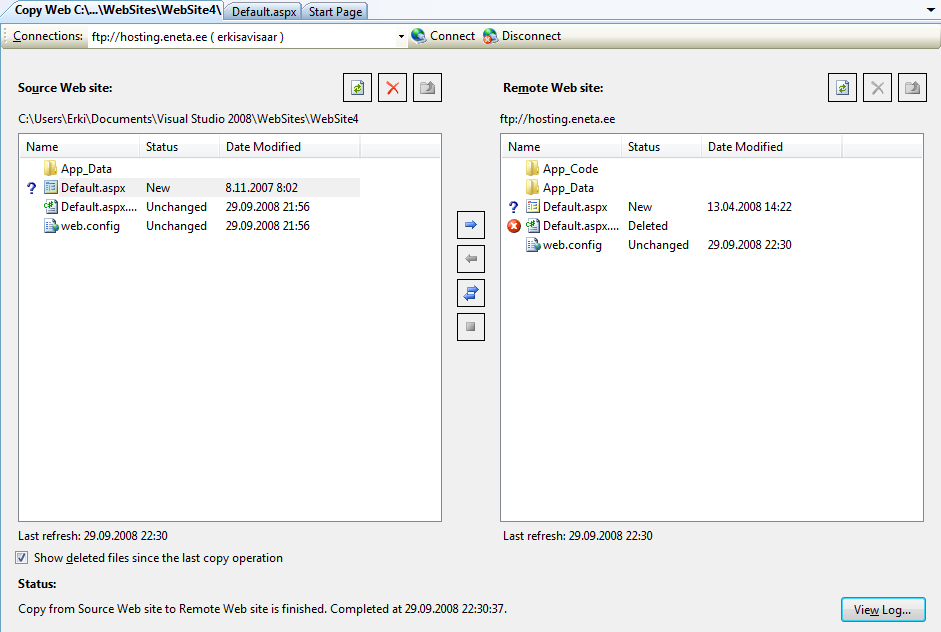 Copy Web C:\...\WebSites\WebSite4\ Default.aspx Start Page
Connections: ftp://hosting.eneta.ee ( erkisavisaar ) Connect Disconnect
Source Web site:
C:\Users\Erki\Documents\Visual Studio 2008\WebSites\WebSite4
Name Status Date Modified
App_Data
? Default.aspx New 8.11.2007 8:02
Default.aspx.... Unchanged 29.09.2008 21:56
web.config Unchanged 29.09.2008 21:56
Last refresh: 29.09.2008 22:30
Remote Web site:
ftp://hosting.eneta.ee
Name Status Date Modified
App_Code
App_Data
? Default.aspx New 13.04.2008 14:22
Default.aspx.... Deleted
web.config Unchanged 29.09.2008 22:30
Last refresh: 29.09.2008 22:30
Show deleted files since the last copy operation
Status:
Copy from Source Web site to Remote Web site is finished. Completed at 29.09.2008 22:30:37.
View Log...